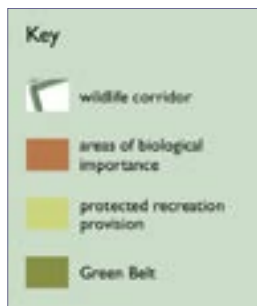 Key
wildlife corridor
areas of biological
importance
protected recreation
provision
Green Belt